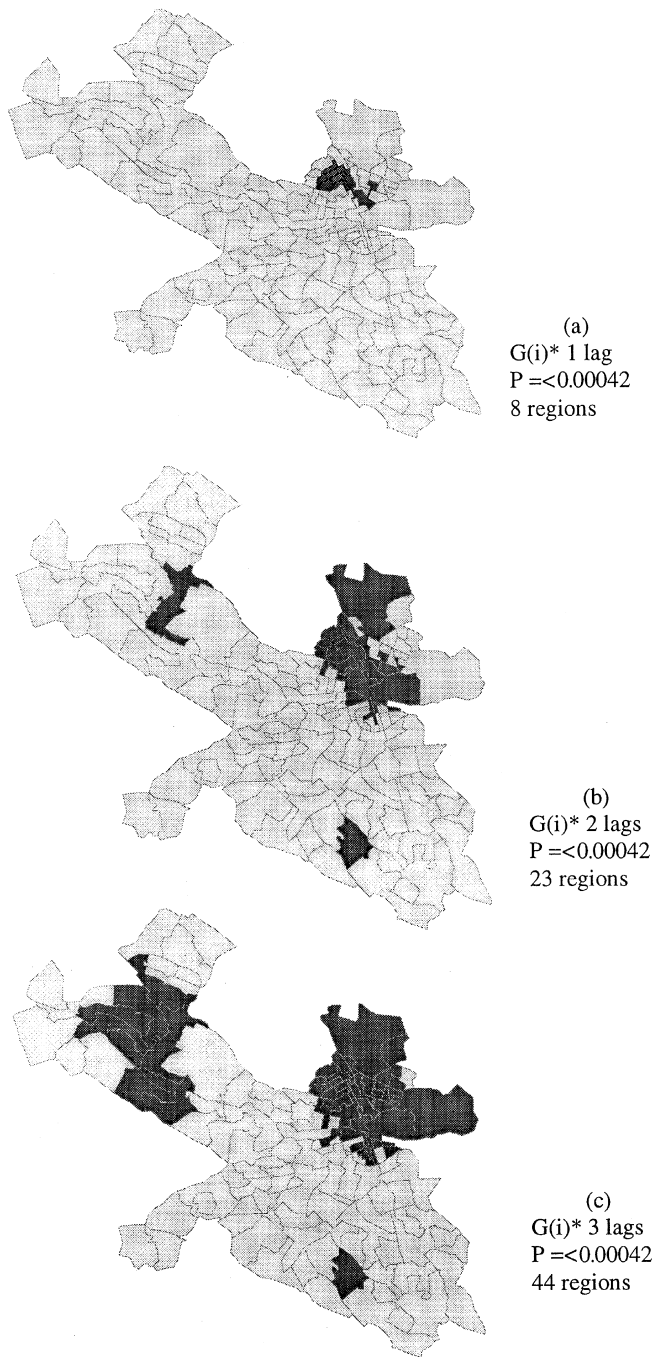 (a)
G(i)* 1 lag
P =<0.00042
8 regions
(b)
G(i)* 2 lags
P =<0.00042
23 regions
(c)
G(i)* 3 lags
P =<0.00042
44 regions